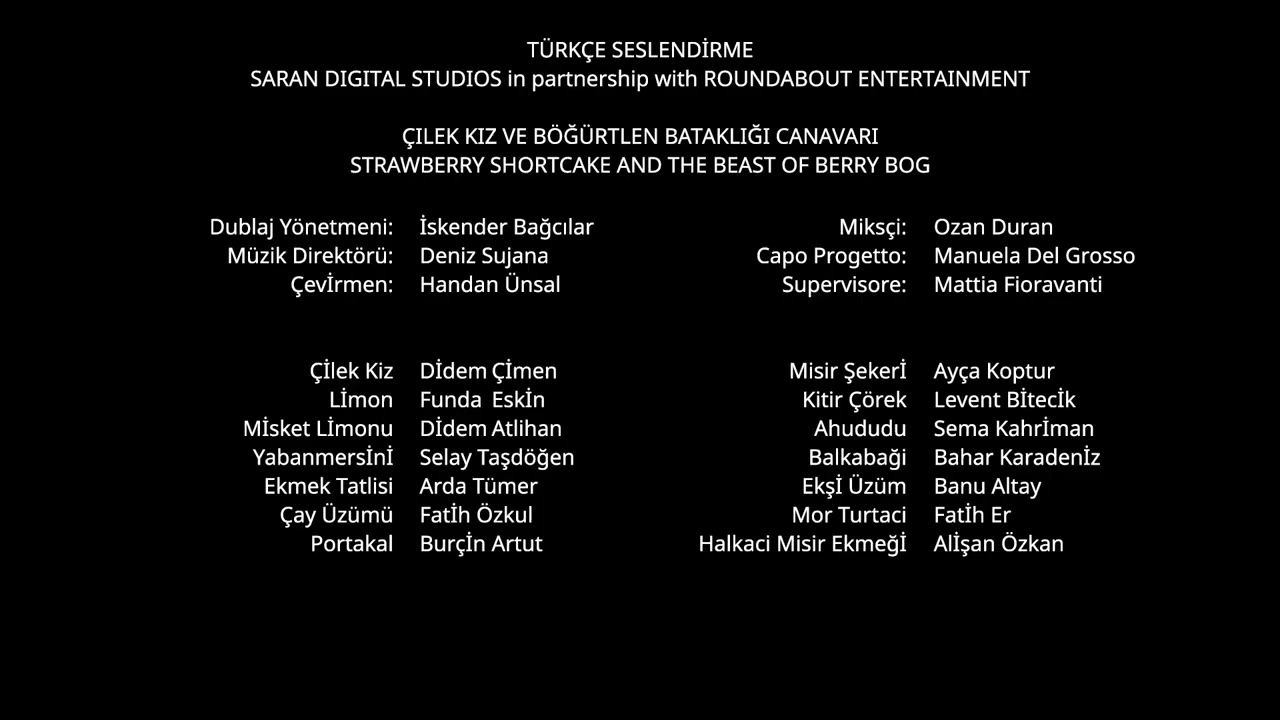 TÜRKÇE SESLENDİRME
SARAN DIGITAL STUDIOS in partnership with ROUNDABOUT ENTERTAINMENT
ÇILEK KIZ VE BÖĞÜRTLEN BATAKLIĞI CANAVARI
STRAWBERRY SHORTCAKE AND THE BEAST OF BERRY BOG
Dublaj Yönetmeni: İskender Bağcılar
Müzik Direktörü: Deniz Sujana
Çevİrmen: Handan Ünsal
Miksçi: Ozan Duran
Capo Progetto: Manuela Del Grosso
Supervisore: Mattia Fioravanti
Çİlek Kiz Dİdem Çİmen
Lİmon Funda Eskİn
Mİsket Lİmonu Dİdem Atlihan
Yabanmersİnİ Selay Taşdöğen
Ekmek Tatlisi Arda Tümer
Çay Üzümü Fatİh Özkul
Portakal Burçİn Artut
Misir Şekerİ Ayça Koptur
Kitir Çörek Levent Bİtecİk
Ahududu Sema Kahrİman
Balkabaği Bahar Karadenİz
Ekşİ Üzüm Banu Altay
Mor Turtaci Fatİh Er
Halkaci Misir Ekmeğİ Alİşan Özkan